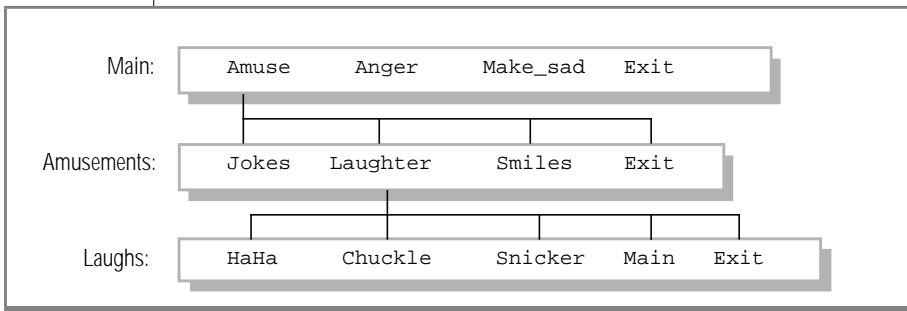 Main: Amuse Anger Make_sad Exit
Amusements: Jokes Laughter Smiles Exit
Laughs: HaHa Chuckle Snicker Main Exit